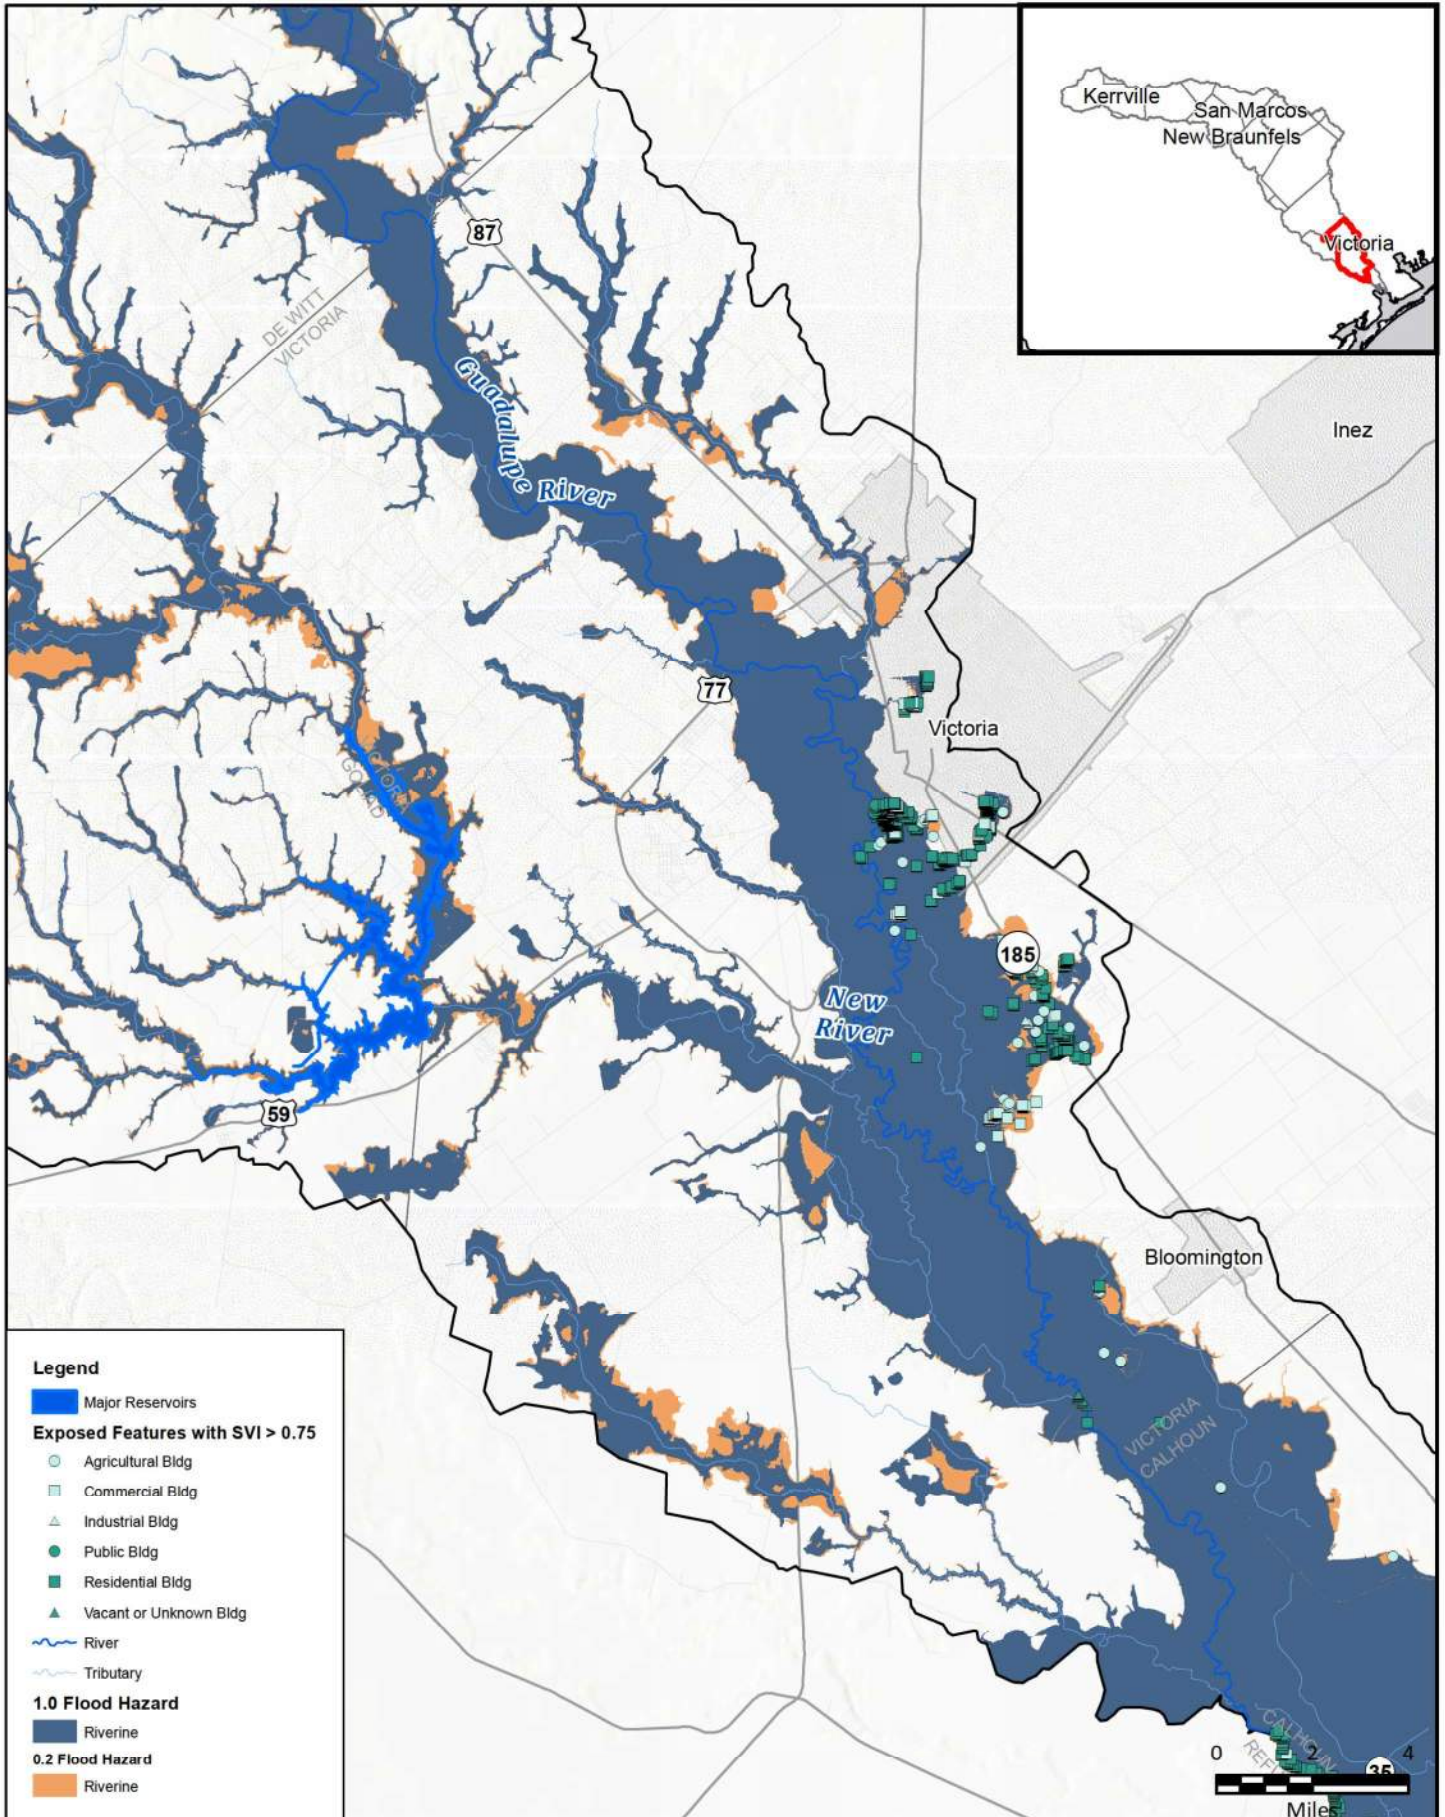 Kerrville
San Marcos
New Braunfels
Victoria
87
DE WITT
VICTORIA
Guadalupe
River
Inez
77
Victoria
GOLIAD
185
New
River
59
Bloomington
VICTORIA
CALHOUN
Legend
Major Reservoirs
Exposed Features with SVI > 0.75
Agricultural Bldg
Commercial Bldg
Industrial Bldg
Public Bldg
Residential Bldg
Vacant or Unknown Bldg
River
Tributary
1.0 Flood Hazard
Riverine
0.2 Flood Hazard
Riverine
CALHOUN
0 2 4
35
Miles